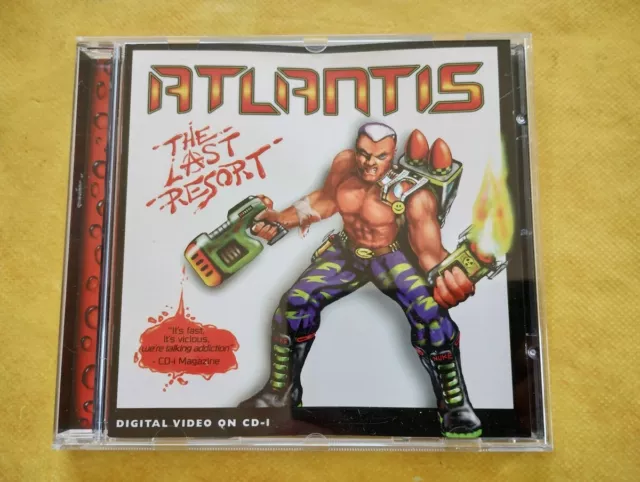 ATLANTIS
THE
LAST
RESORT
"It's fast,
it's vicious,
we're talking addiction"
- CD-i Magazine
DIGITAL VIDEO ON CD-I